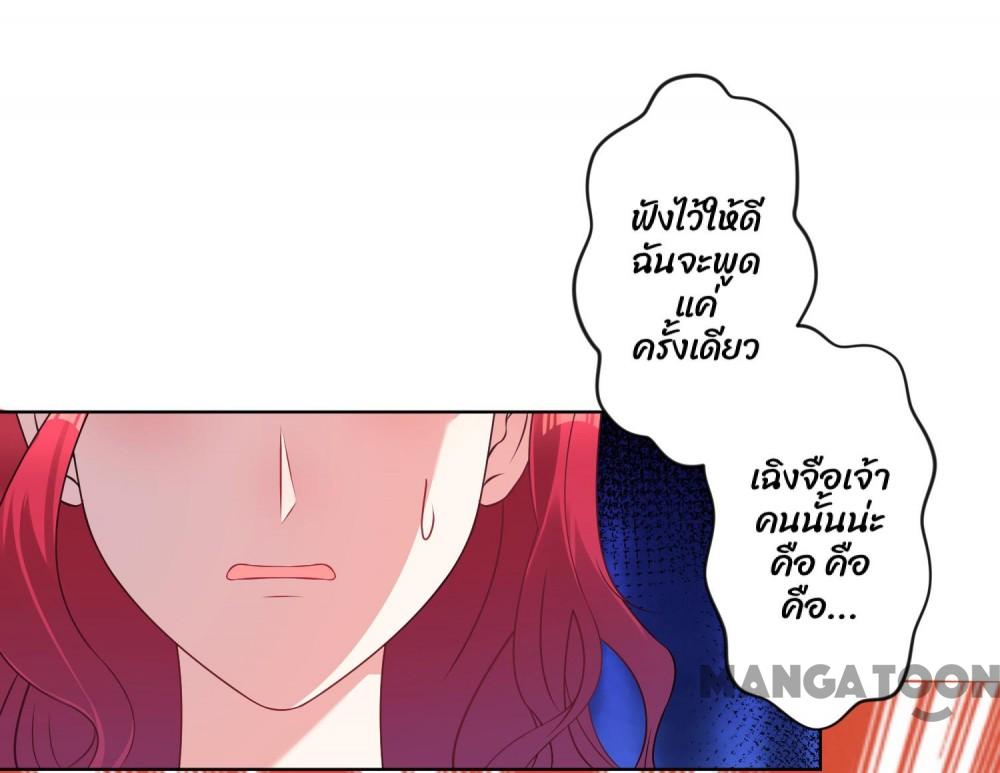 ฟังไว้ให้ดี
ฉันจะพูด
แค่
ครั้งเดียว
เฉิงจือเจ้า
คนนั้นน่ะ
คือ คือ
คือ...
MANGATOON